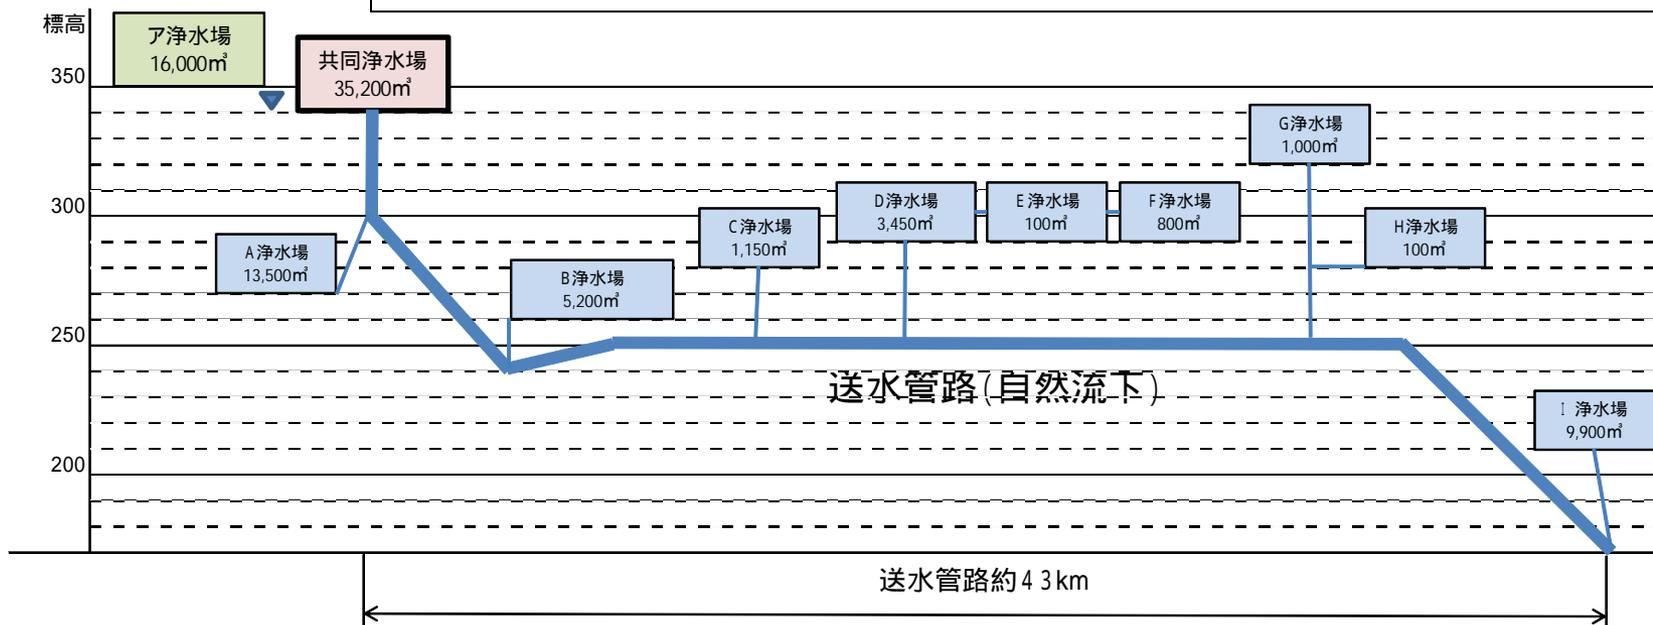 標高
ア浄水場
16,000㎥
共同浄水場
35,200㎥
350
G浄水場
1,000㎥
300
D浄水場
3,450㎥
E浄水場
100㎥
F浄水場
800㎥
C浄水場
1,150㎥
H浄水場
100㎥
A浄水場
13,500㎥
B浄水場
5,200㎥
250
送水管路(自然流下)
I 浄水場
9,900㎥
200
送水管路約43km